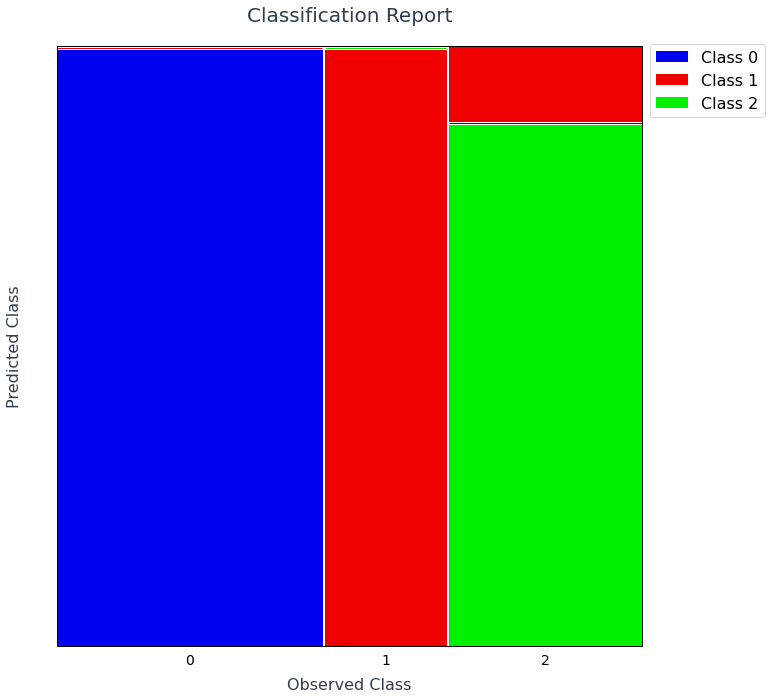 Classification Report
Class 0
Class 1
Class 2
Predicted Class
0 1 2
Observed Class